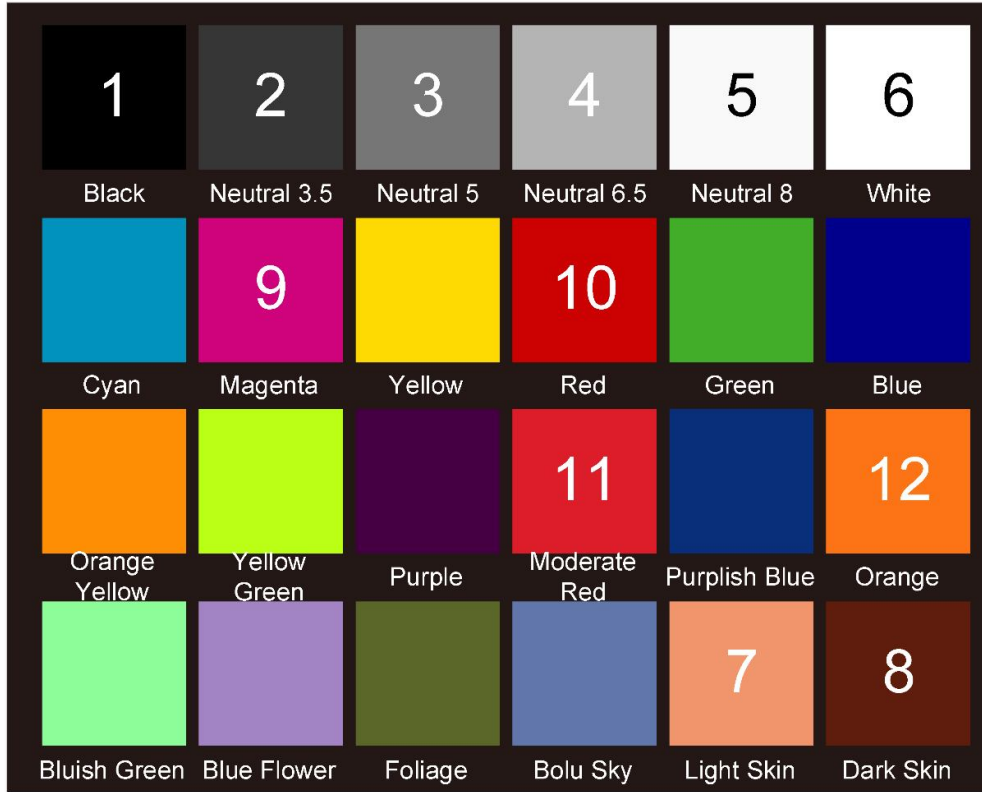 1 2 3 4 5 6
Black Neutral 3.5 Neutral 5 Neutral 6.5 Neutral 8 White
9 10
Cyan Magenta Yellow Red Green Blue
11 12
Orange Yellow Purple Moderate Red Purplish Blue Orange
Yellow Green
7 8
Bluish Green Blue Flower Foliage Bolu Sky Light Skin Dark Skin